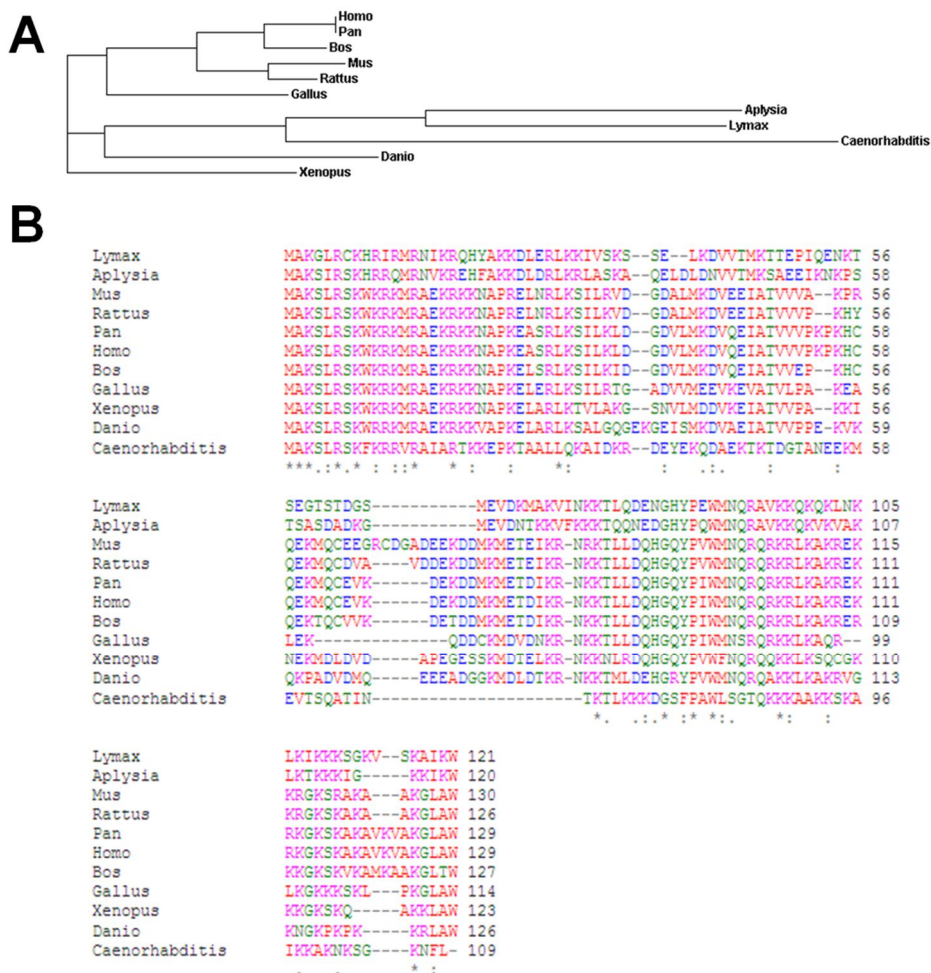 A
Homo
Pan
Bos
Mus
Rattus
Gallus
Aplysia
Lymax
Caenorhabditis
Danio
Xenopus
B
Lymax MAKGLRCKHRIRMRNIKRQHYAKKDLERLKKIVSKS--SE--LKDVVTMKTTEPIQENKT 56
Aplysia MAKSIRSKHRRQMRNVKREHFAKKDLDRLKRLASKA--QELDLDNVVTMKSAEEIKNKPS 58
Mus MAKSLRSKWKRKMRAEKRKKNAPRELNRLKSILRVD--GDALMKDVEEIATVVVA--KPR 56
Rattus MAKSLRSKWKRKMRAEKRKKNAPRELNRLKSILKVD--GDALMKDVEEIATVVVP--KHY 56
Pan MAKSLRSKWKRKMRAEKRKKNAPKEASRLKSILKLD--GDVLMKDVQEIATVVVPKPKHC 58
Homo MAKSLRSKWKRKMRAEKRKKNAPKEASRLKSILKLD--GDVLMKDVQEIATVVVPKPKHC 58
Bos MAKSLRSKWKRKMRAEKRKKNAPKELSRLKSILKID--GDVLMKDVQEIATVVEP--KHC 56
Gallus MAKSLRSKWKRKMRAEKRKKNAPKELERLKSILRTG--ADVVMEEVKEVATVLPA--KEA 56
Xenopus MAKSLRSKWKRKMRAEKRKKNAPKELARLKTVLAKG--SNVLMDDVKEIATVVPA--KKI 56
Danio MAKSLRSKWKRKMRAEKRKKVAPKELARLKSALGQGEKGEISMKDVAEIATVVPPE-KVK 59
Caenorhabditis MAKSLRSKFKRRVRAIARTKKEPKTAALLQKAIDKR--DEYEKQDAEKTKTDGTANEEKM 58
***.:*.* : ::* * : : *: : .:. : :
Lymax SEGTSTDGS-----------MEVDKMAKVINKKTLQDENGHYPEWMNQRAVKKQKQKLNK 105
Aplysia TSASDADKG-----------MEVDNTKKVFKKKTQQNEDGHYPQWMNQRAVKKQKVKVAK 107
Mus QEKMQCEEGRCDGADEEKDDMKMETEIKR-NRKTLLDQHGQYPVWMNQRQRKRLKAKREK 115
Rattus QEKMQCDVA----VDDEKDDMKMETEIKR-NKKTLLDQHGQYPVWMNQRQRKRLKAKREK 111
Pan QEKMQCEVK------DEKDDMKMETDIKR-NKKTLLDQHGQYPIWMNQRQRKRLKAKREK 111
Homo QEKMQCEVK------DEKDDMKMETDIKR-NKKTLLDQHGQYPIWMNQRQRKRLKAKREK 111
Bos QEKTQCVVK------DETDDMKMETDIKR-NKKTLLDQHGQYPIWMNQRQRKRLKAKREK 109
Gallus LEK------------QDDCKMDVDNKR-NKKTLLDQHGQYPIWMNSRQRKKLKAQR-- 99
Xenopus NEKMDLDVD-----APEGESSKMDTELKR-NKKNLRDQHGQYPVWFNQRQQKKLKSQCGK 110
Danio QKPADVDMQ-----EEEADGGKMDLDTKR-NKKTMLDEHGRYPVWMNQRQAKKLKAKRVG 113
Caenorhabditis EVTSQATIN---------------------TKTLKKKDGSFPAWLSGTQKKKAAKKSKA 96
*. .:.* :* *:. *: :
Lymax LKIKKKSGKV--SKAIKW 121
Aplysia LKTKKKIG-----KKIKW 120
Mus KRGKSRAKA---AKGLAW 130
Rattus KRGKSKAKA---AKGLAW 126
Pan RKGKSKAKAVKVAKGLAW 129
Homo RKGKSKAKAVKVAKGLAW 129
Bos KKGKSKVKAMKAAKGLTW 127
Gallus LKGKKKSKL---PKGLAW 114
Xenopus KKGKSKQ-----AKKLAW 123
Danio KNGKPKPK----KRLAW 126
Caenorhabditis IKKAKNKSG----KNFL- 109
. . * :